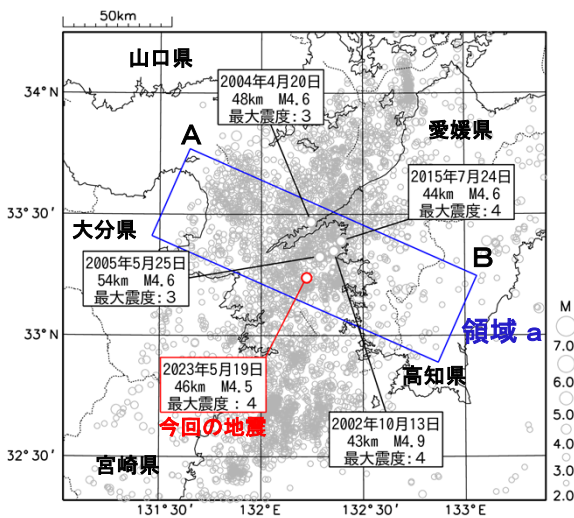 50km
山口県
34° N
2004年4月20日
48km M4.6
最大震度:3
愛媛県
A
2015年7月24日
44km M4.6
最大震度:4
33°30'
大分県
B
2005年5月25日
54km M4.6
最大震度:3
33°00'
領域 a
2023年5月19日
46km M4.5
最大震度:4
今回の地震
高知県
2002年10月13日
43km M4.9
最大震度:4
32°30'
宮崎県
M
7.0
6.0
5.0
4.0
3.0
2.0
131°30'
132°00'
132°30'
133°E